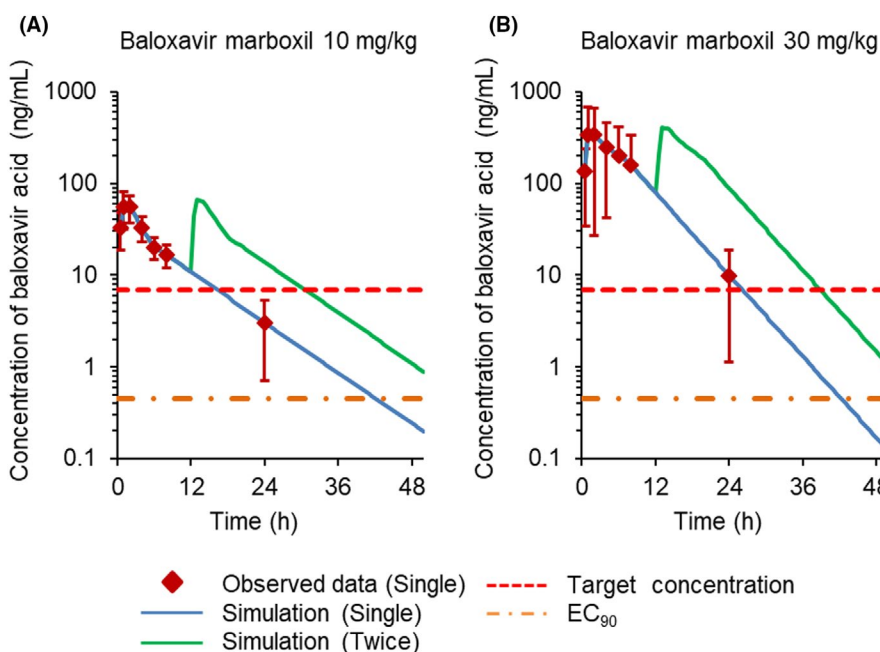 (A)
Baloxavir marboxil 10 mg/kg
Concentration of baloxavir acid (ng/mL)
1000
100
10
1
0.1
0 12 24 36 48
Time (h)
(B)
Baloxavir marboxil 30 mg/kg
Concentration of baloxavir acid (ng/mL)
1000
100
10
1
0.1
0 12 24 36 48
Time (h)
Observed data (Single)
Simulation (Single)
Simulation (Twice)
Target concentration
EC90